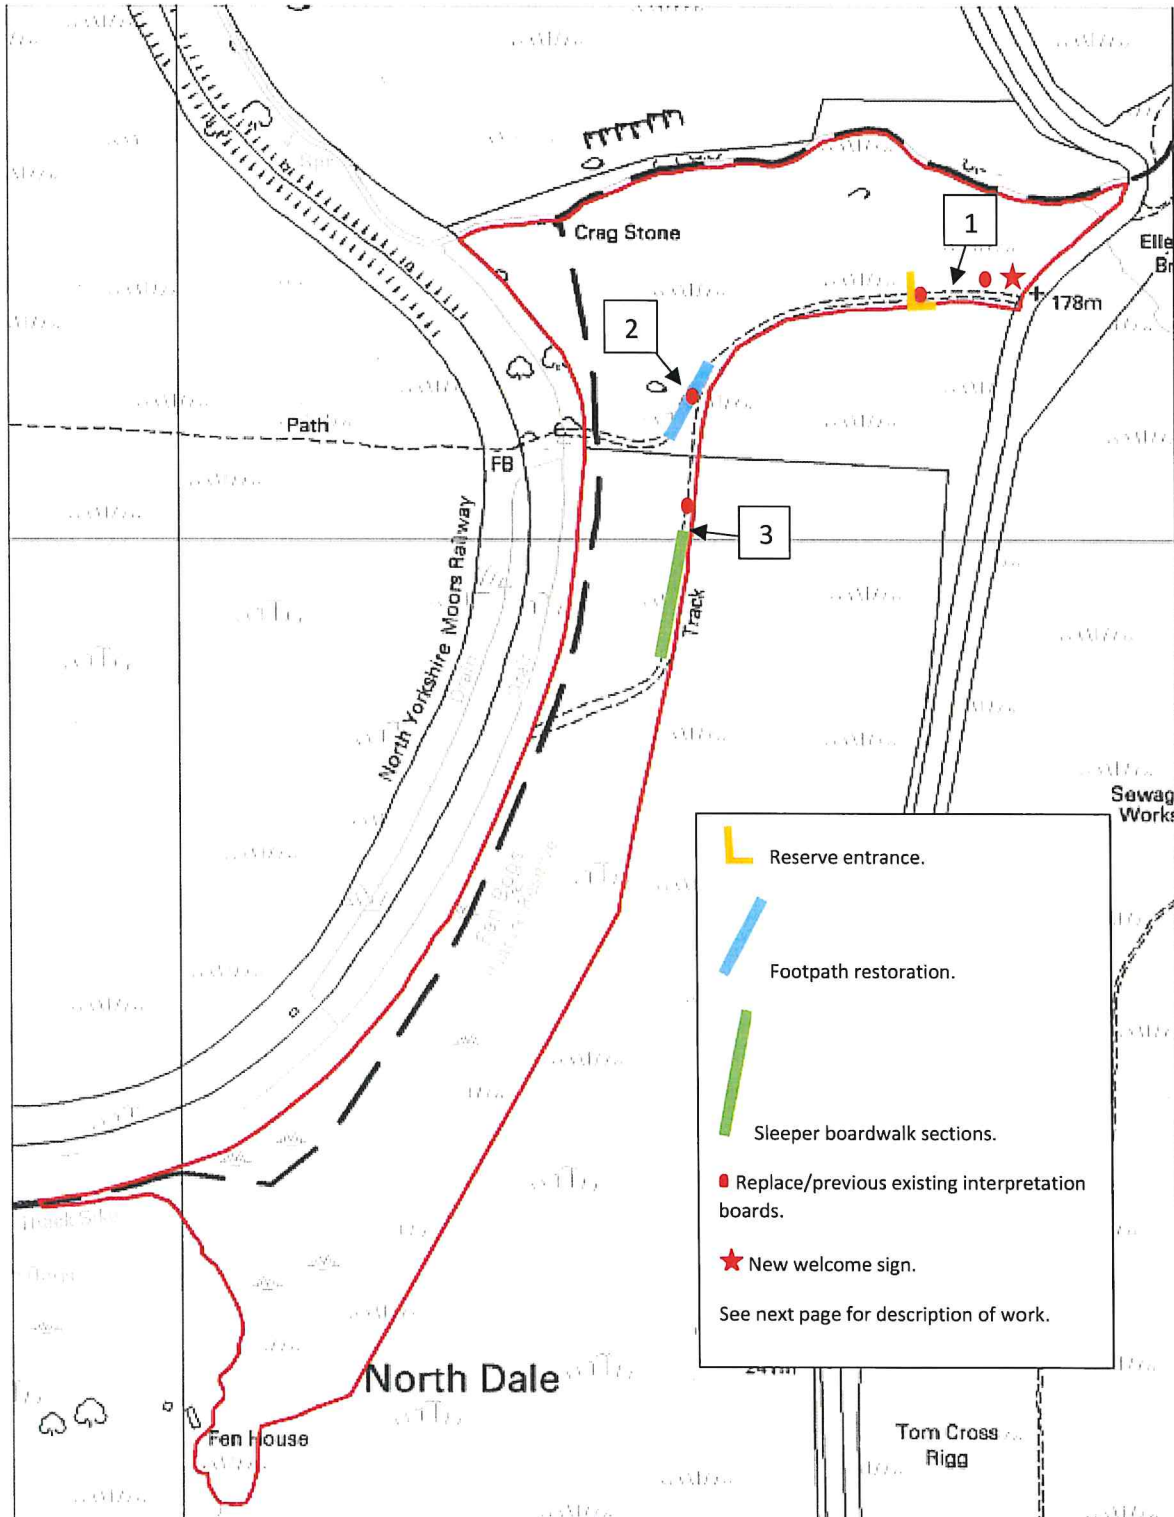 Crag Stone
1
Elle
Br
178m
2
Path
FB
3
North Yorkshire Moors Railway
Track
Drain
Sewag
Works
Reserve entrance.
Footpath restoration.
Sleeper boardwalk sections.
Replace/previous existing interpretation
boards.
New welcome sign.
See next page for description of work.
241m
North Dale
Fen House
Tom Cross
Rigg